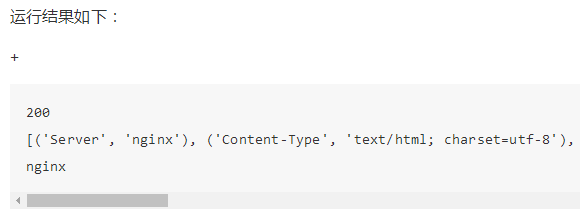 运行结果如下：
+
200
[('Server', 'nginx'), ('Content-Type', 'text/html; charset=utf-8'),
nginx